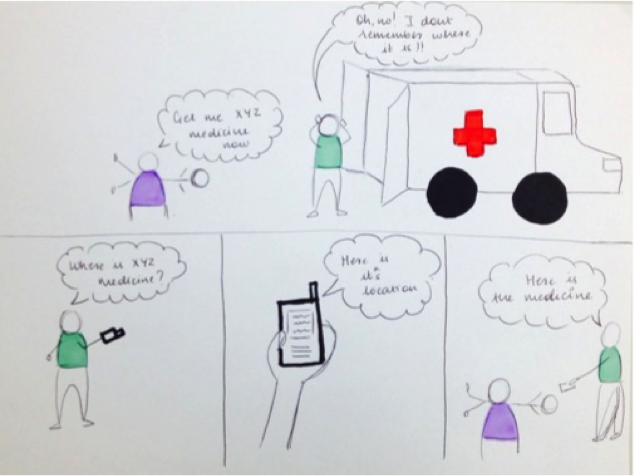 Oh, no! I dont
remember where
it is!!
Get me XYZ
medicine
now
Where is XYZ
medicine?
Here is
it's
location
Here is
the medicine